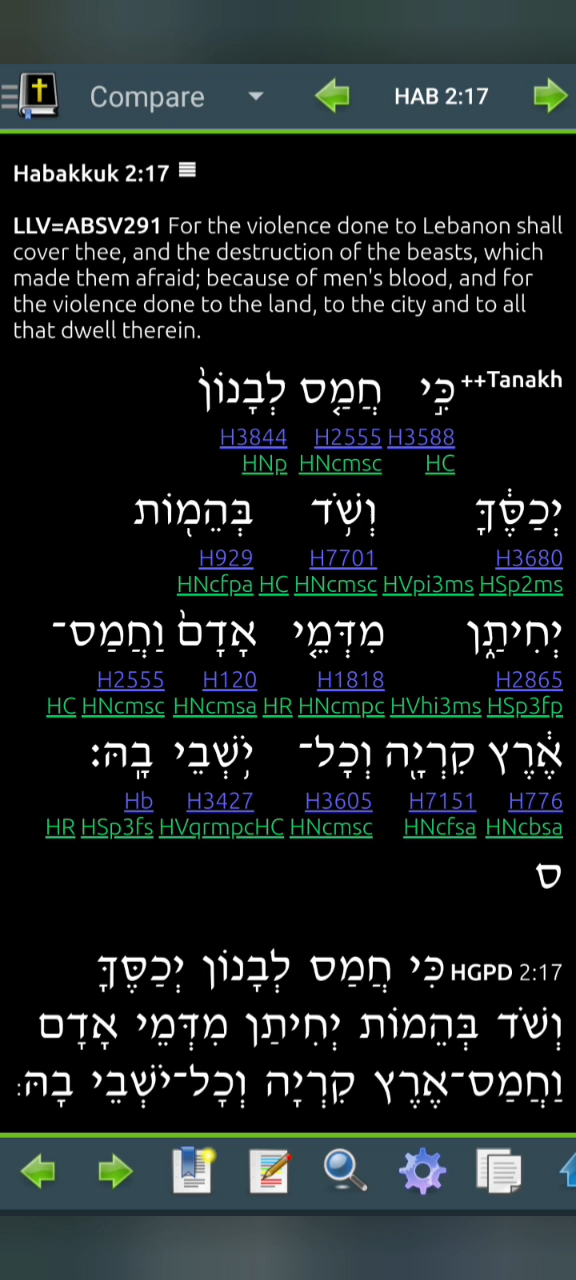 Compare HAB 2:17
Habakkuk 2:17
LLV=ABSV291 For the violence done to Lebanon shall
cover thee, and the destruction of the beasts, which
made them afraid; because of men's blood, and for
the violence done to the land, to the city and to all
that dwell therein.
++Tanakh כִּ֣י חֲמַ֤ס לְבָנוֹן֙
H3844 H2555 H3588
HNp HNcmsc HC
יְכַסֶּ֔ךָּ וְשֹׁ֥ד בְּהֵמ֖וֹת
H929 H7701 H3680
HNcfpa HC HNcmsc HVpi3ms HSp2ms
יְחִיתַ֑ן מִדְּמֵ֤י אָדָם֙ וַחֲמַס־
H2555 H120 H1818 H2865
HC HNcmsc HNcmsa HR HNcmpc HVhi3ms HSp3fp
אֶ֔רֶץ קִרְיָ֖ה וְכׇל־ יֹ֥שְׁבֵי בָֽהּ׃
Hb H3427 H3605 H7151 H776
HR HSp3fs HVqrmpcHC HNcmsc HNcfsa HNcbsa
ס
HGPD 2:17 כִּי חֲמַס לְבָנוֹן יְכַסֶּךָּ
וְשֹׁד בְּהֵמוֹת יְחִיתַן מִדְּמֵי אָדָם
וַחֲמַס־אֶרֶץ קִרְיָה וְכָל־יֹשְׁבֵי בָהּ׃